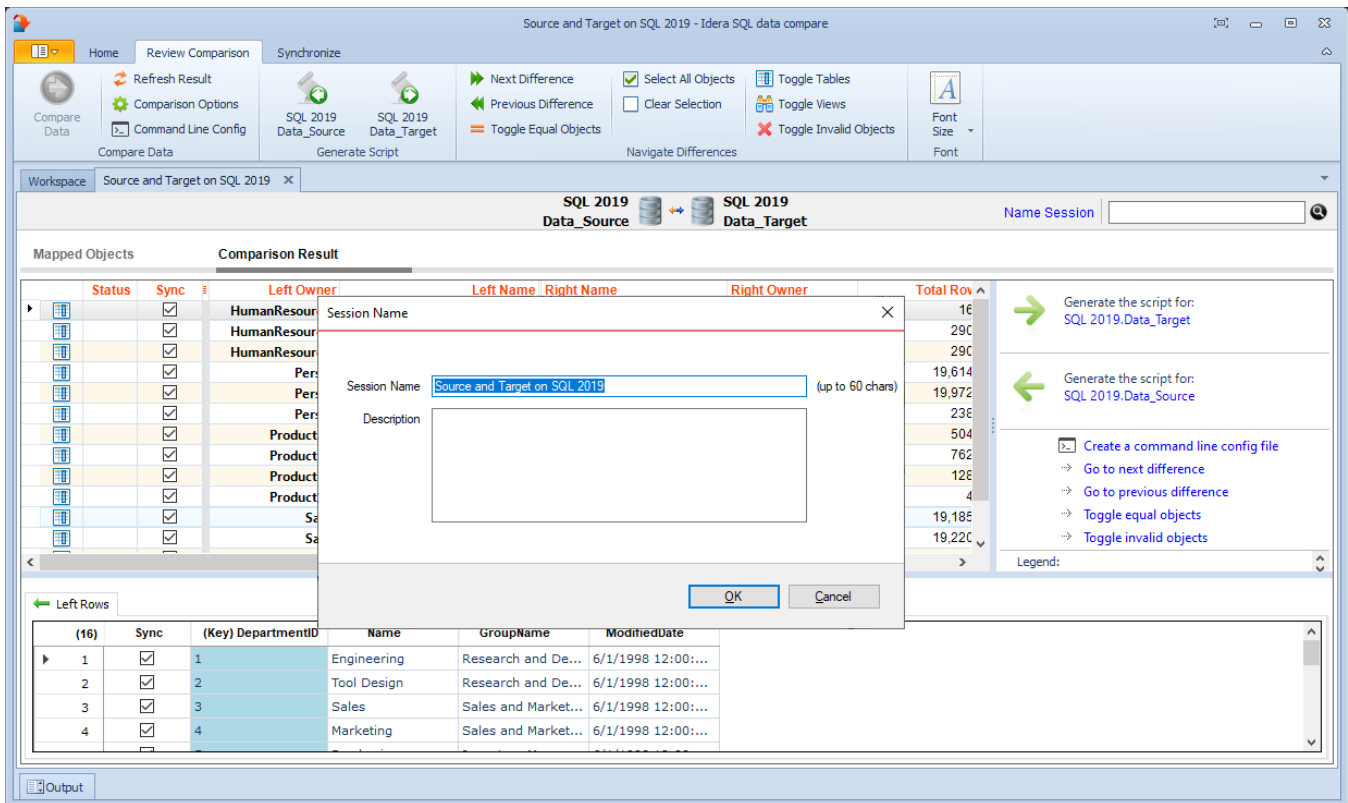 Source and Target on SQL 2019 - Idera SQL data compare
Home Review Comparison Synchronize
Compare Data
Refresh Result
Comparison Options
Command Line Config
Compare Data
SQL 2019 Data_Source
SQL 2019 Data_Target
Generate Script
Next Difference
Previous Difference
Toggle Equal Objects
Select All Objects
Clear Selection
Toggle Tables
Toggle Views
Toggle Invalid Objects
Navigate Differences
A
Font Size
Font
Workspace Source and Target on SQL 2019
SQL 2019 Data_Source
SQL 2019 Data_Target
Name Session
Mapped Objects Comparison Result
Status Sync Left Owner Left Name Right Name Right Owner Total Rov
HumanResour 16
HumanResour 290
HumanResour 290
Pers 19,614
Pers 19,972
Pers 238
Product 504
Product 762
Product 128
Product 4
Sa 19,185
Sa 19,220
Session Name
Session Name Source and Target on SQL 2019 (up to 60 chars)
Description
OK Cancel
Generate the script for:
SQL 2019.Data_Target
Generate the script for:
SQL 2019.Data_Source
Create a command line config file
Go to next difference
Go to previous difference
Toggle equal objects
Toggle invalid objects
Legend:
Left Rows
(16) Sync (Key) DepartmentID Name GroupName ModifiedDate
1 1 Engineering Research and De... 6/1/1998 12:00:...
2 2 Tool Design Research and De... 6/1/1998 12:00:...
3 3 Sales Sales and Market... 6/1/1998 12:00:...
4 4 Marketing Sales and Market... 6/1/1998 12:00:...
Output